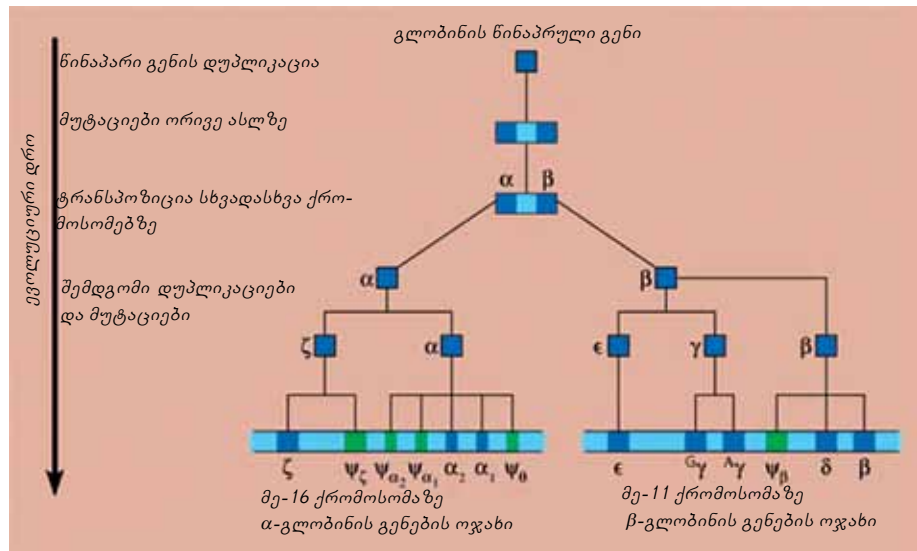 გლობინის წინაპრული გენი
წინაპარი გენის დუპლიკაცია
მუტაციები ორივე ასლზე
ტრანსპოზიცია სხვადასხვა ქრო-
მოსომებზე
შემდგომი დუპლიკაციები
და მუტაციები
ევოლუციური დრო
α β
α β
ζ α ϵ γ β
ζ ψζ ψα₂ ψα₁ α₂ α₁ ψθ ϵ ᴳγ ᴬγ ψβ δ β
მე-16 ქრომოსომაზე
α-გლობინის გენების ოჯახი
მე-11 ქრომოსომაზე
β-გლობინის გენების ოჯახი